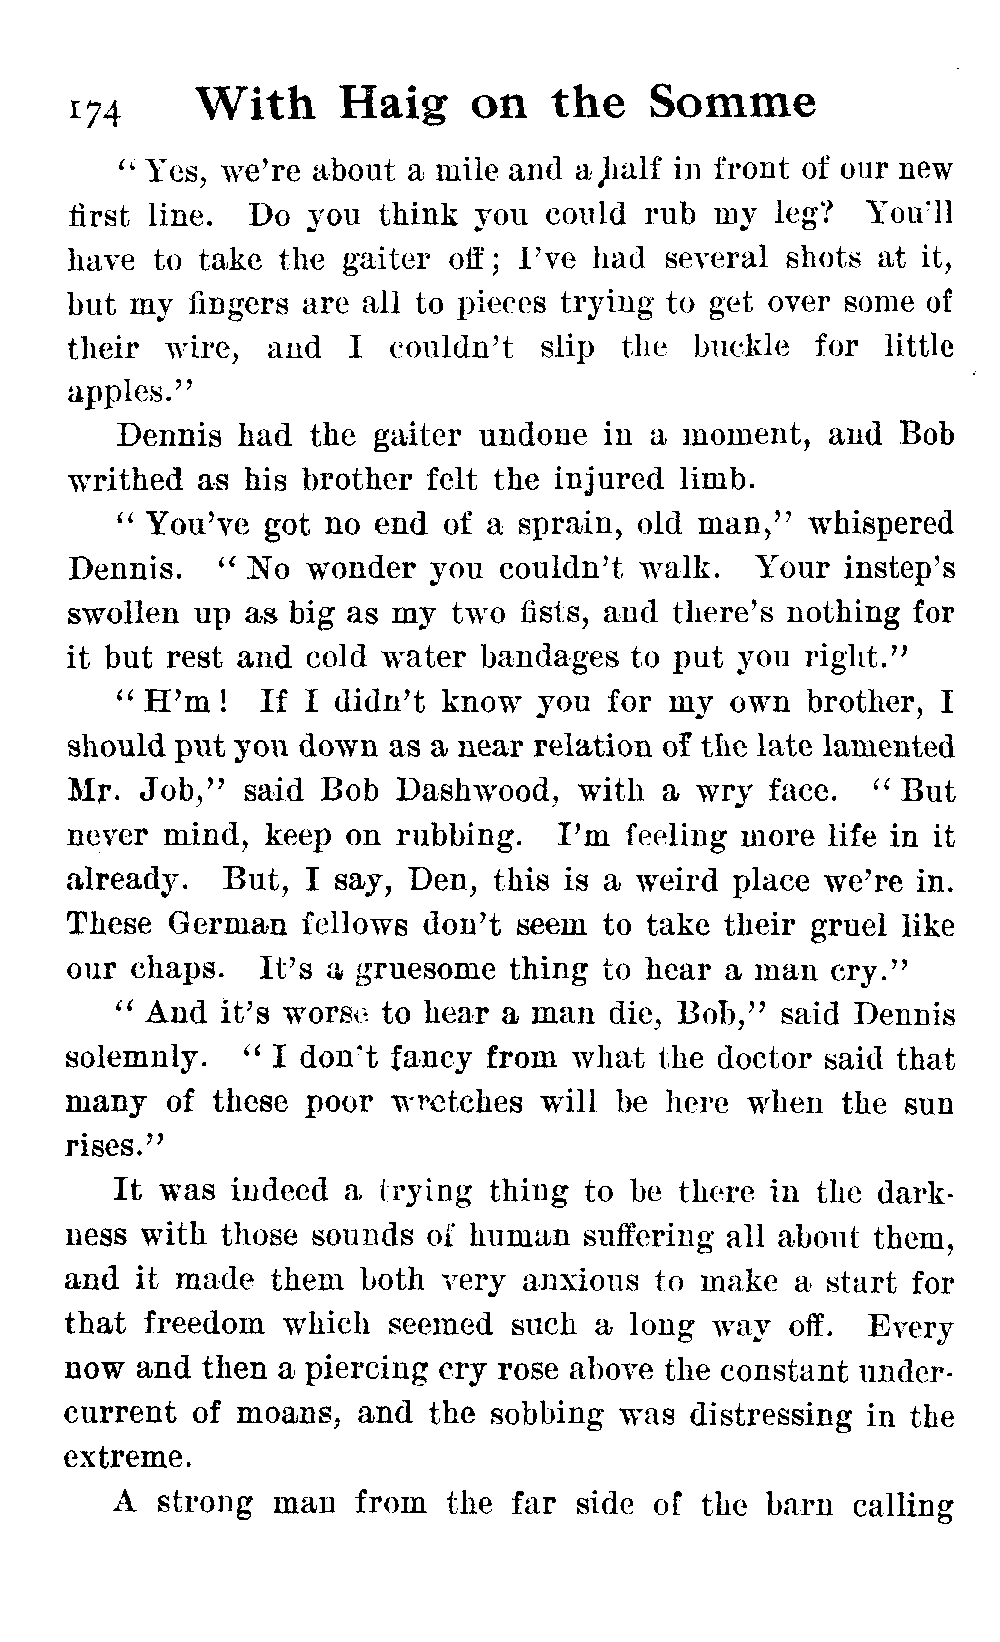 174 With Haig on the Somme
“ Yes, we’re about a mile and a half in front of our new
first line. Do you think you could rub my leg? You’ll
have to take the gaiter off; I’ve had several shots at it,
but my fingers are all to pieces trying to get over some of
their wire, and I couldn’t slip the buckle for little
apples.”
Dennis had the gaiter undone in a moment, and Bob
writhed as his brother felt the injured limb.
“ You’ve got no end of a sprain, old man,” whispered
Dennis. “ No wonder you couldn’t walk. Your instep’s
swollen up as big as my two fists, and there’s nothing for
it but rest and cold water bandages to put you right.”
“ H’m ! If I didn’t know you for my own brother, I
should put you down as a near relation of the late lamented
Mr. Job,” said Bob Dashwood, with a wry face. “ But
never mind, keep on rubbing. I’m feeling more life in it
already. But, I say, Den, this is a weird place we’re in.
These German fellows don’t seem to take their gruel like
our chaps. It’s a gruesome thing to hear a man cry.”
“ And it’s worse to hear a man die, Bob,” said Dennis
solemnly. “ I don’t fancy from what the doctor said that
many of these poor wretches will be here when the sun
rises.”
It was indeed a trying thing to be there in the dark-
ness with those sounds of human suffering all about them,
and it made them both very anxious to make a start for
that freedom which seemed such a long way off. Every
now and then a piercing cry rose above the constant under-
current of moans, and the sobbing was distressing in the
extreme.
A strong man from the far side of the barn calling